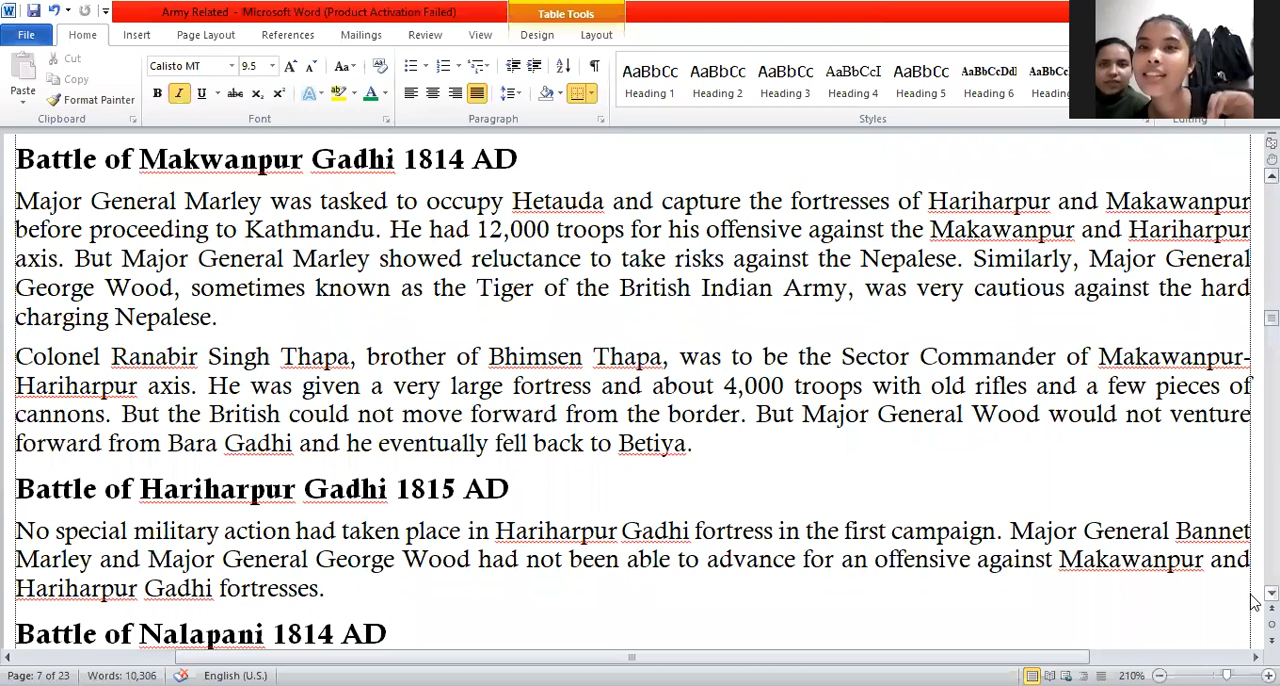 Army Related - Microsoft Word (Product Activation Failed)
Table Tools
File Home Insert Page Layout References Mailings Review View Design Layout
Cut
Copy
Paste
Format Painter
Calisto MT 9.5
AaBbCc AaBbCc AaBbCc AaBbCcI AaBbCc AaBbCcDd AaBbCc
Heading 1 Heading 2 Heading 3 Heading 4 Heading 5 Heading 6 Heading
Clipboard Font Paragraph Styles Editing
Battle of Makwanpur Gadhi 1814 AD
Major General Marley was tasked to occupy Hetauda and capture the fortresses of Hariharpur and Makawanpur
before proceeding to Kathmandu. He had 12,000 troops for his offensive against the Makawanpur and Hariharpur
axis. But Major General Marley showed reluctance to take risks against the Nepalese. Similarly, Major General
George Wood, sometimes known as the Tiger of the British Indian Army, was very cautious against the hard
charging Nepalese.
Colonel Ranabir Singh Thapa, brother of Bhimsen Thapa, was to be the Sector Commander of Makawanpur-
Hariharpur axis. He was given a very large fortress and about 4,000 troops with old rifles and a few pieces of
cannons. But the British could not move forward from the border. But Major General Wood would not venture
forward from Bara Gadhi and he eventually fell back to Betiya.
Battle of Hariharpur Gadhi 1815 AD
No special military action had taken place in Hariharpur Gadhi fortress in the first campaign. Major General Bannet
Marley and Major General George Wood had not been able to advance for an offensive against Makawanpur and
Hariharpur Gadhi fortresses.
Battle of Nalapani 1814 AD
Page: 7 of 23 Words: 10,306 English (U.S.) 210%